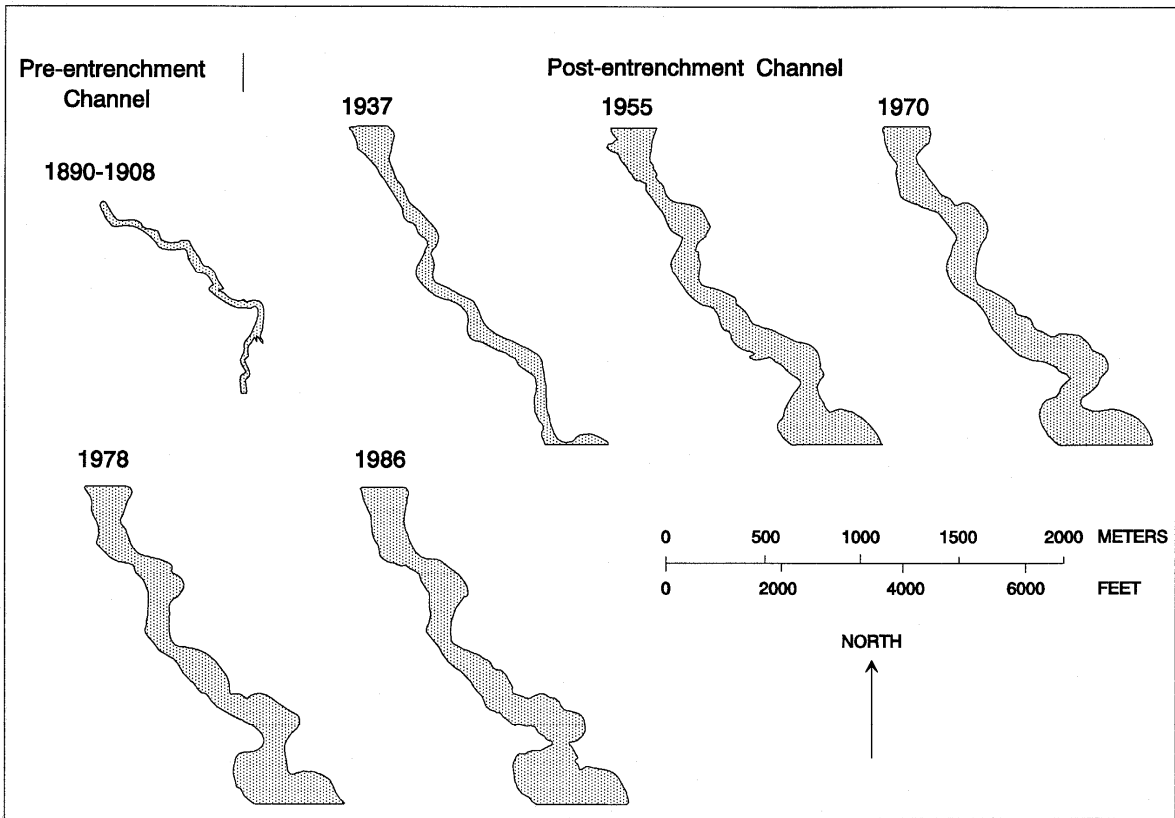 Pre-entrenchment
Channel
Post-entrenchment Channel
1890-1908
1937
1955
1970
1978
1986
0 500 1000 1500 2000 METERS
0 2000 4000 6000 FEET
NORTH